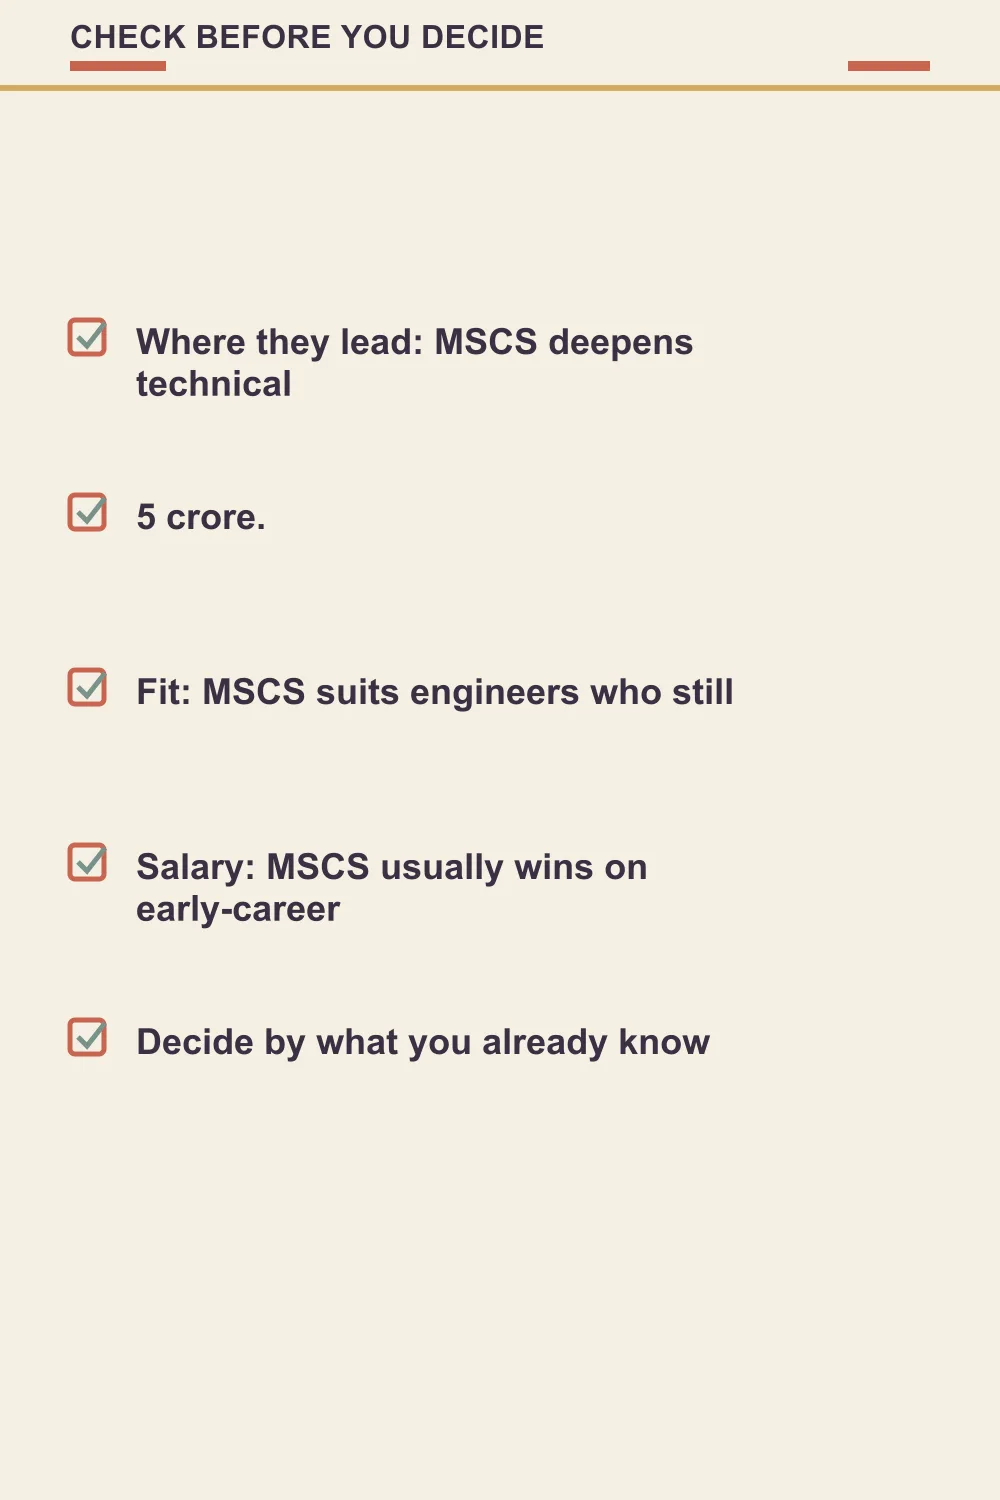 CHECK BEFORE YOU DECIDE
Where they lead: MSCS deepens
technical
5 crore.
Fit: MSCS suits engineers who still
Salary: MSCS usually wins on
early-career
Decide by what you already know